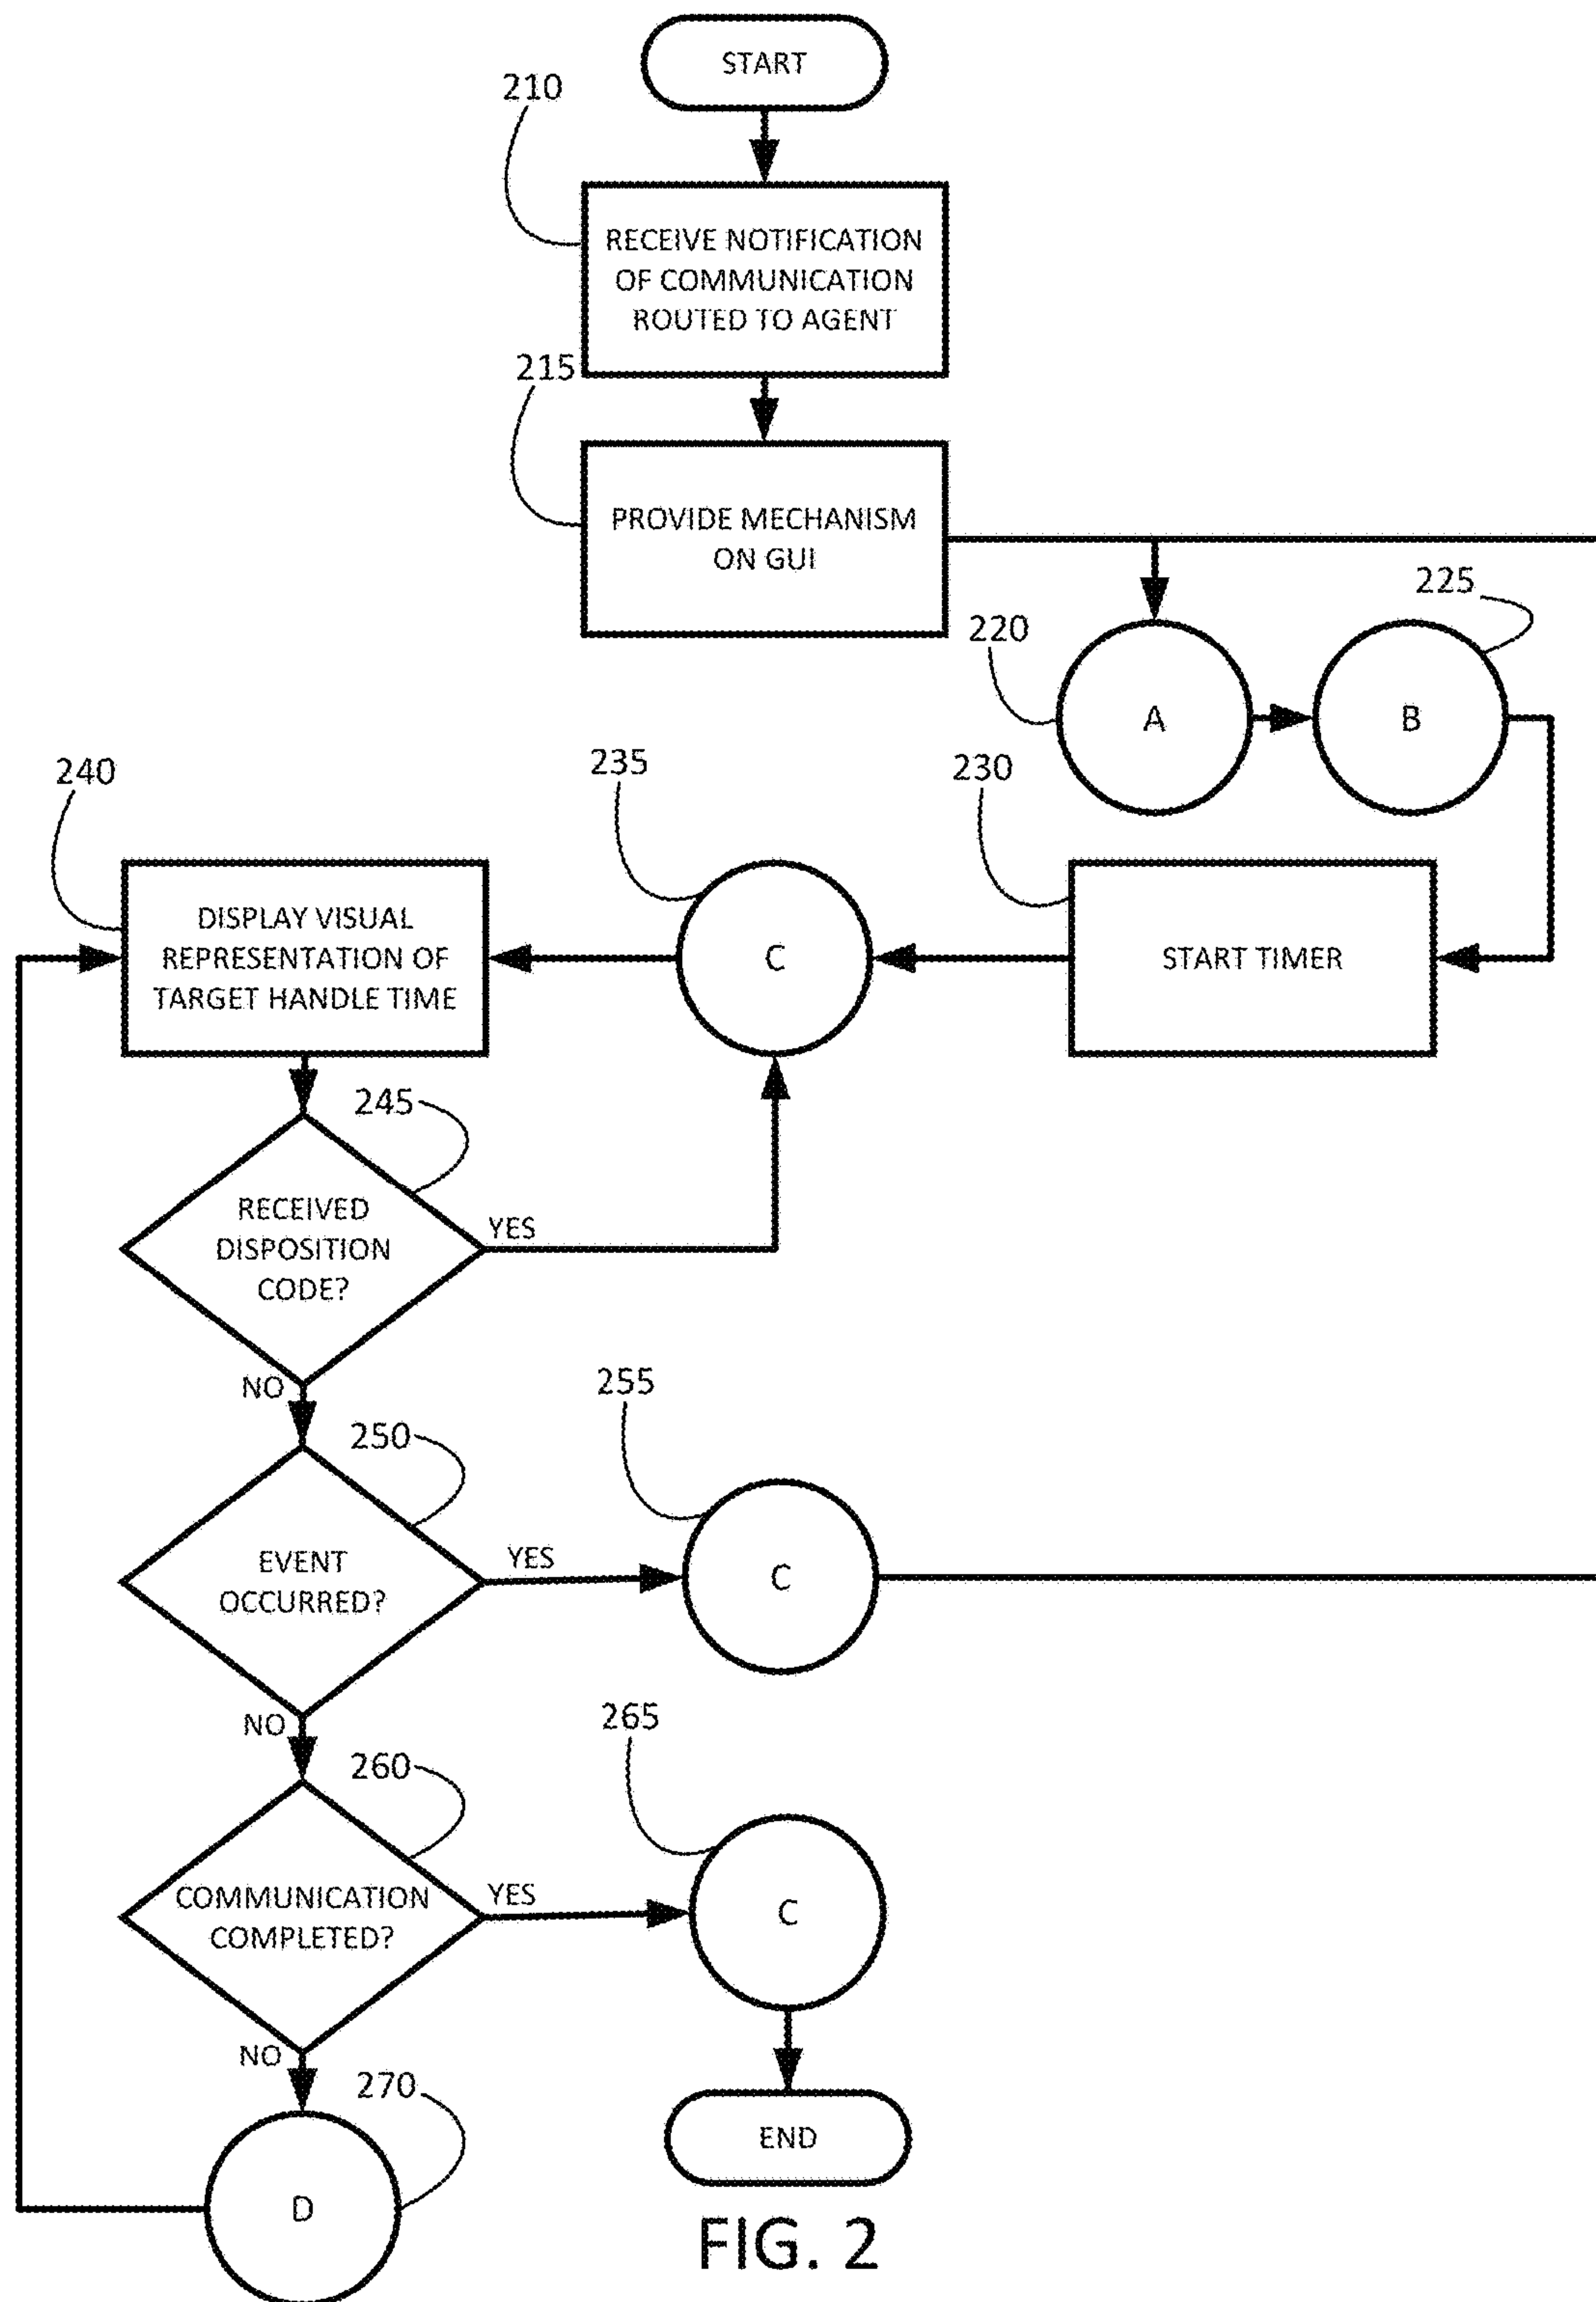 START
210
RECEIVE NOTIFICATION
OF COMMUNICATION
ROUTED TO AGENT
215
PROVIDE MECHANISM
ON GUI
225
220
A
B
240
235
230
DISPLAY VISUAL
REPRESENTATION OF
TARGET HANDLE TIME
C
START TIMER
245
RECEIVED
DISPOSITION
CODE?
YES
NO
255
250
EVENT
OCCURRED?
YES
C
NO
265
260
COMMUNICATION
COMPLETED?
YES
C
NO
270
D
END
FIG. 2